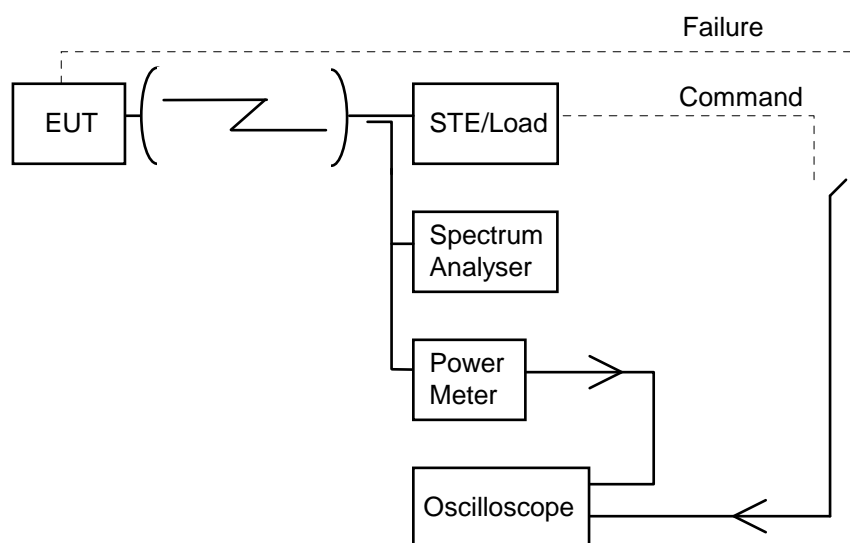 Failure
Command
EUT
STE/Load
Spectrum
Analyser
Power
Meter
Oscilloscope